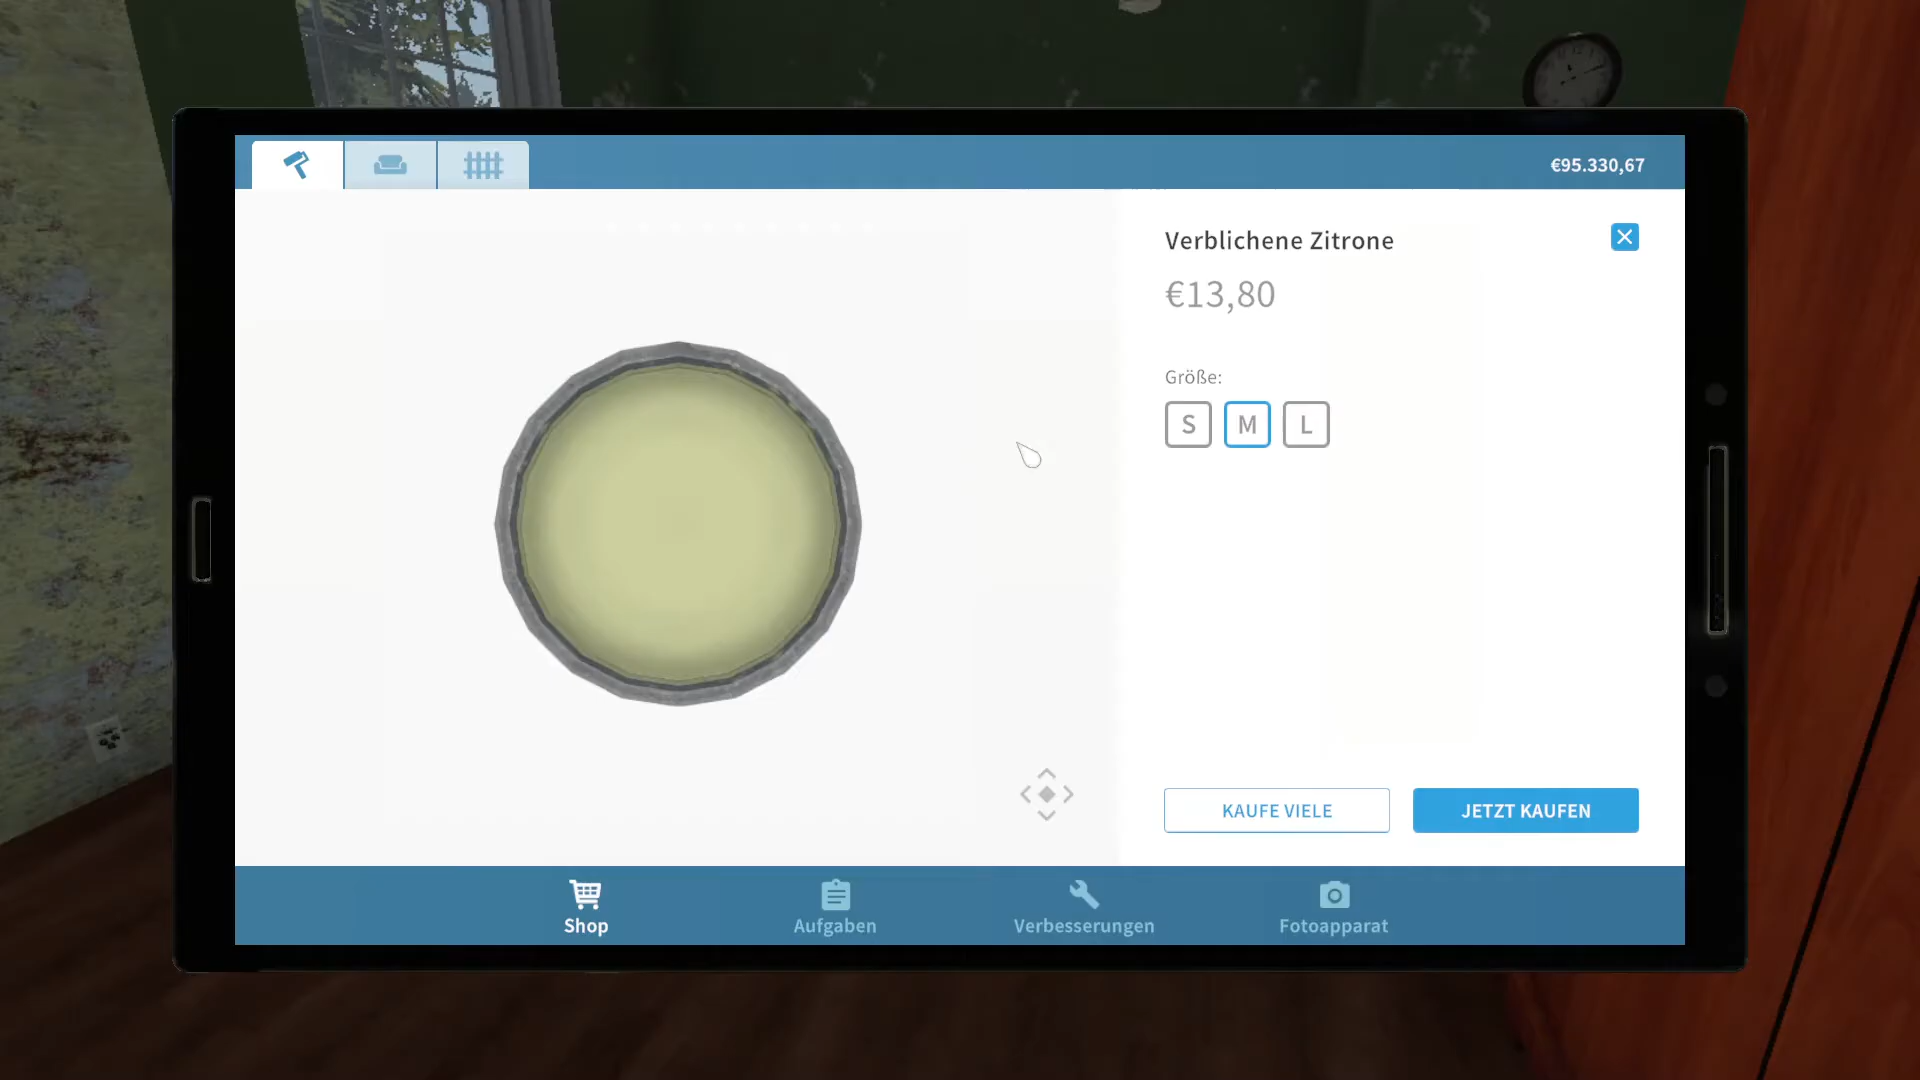 €95.330,67
Verblichene Zitrone
€13,80
Größe:
S M L
KAUFE VIELE JETZT KAUFEN
Shop Aufgaben Verbesserungen Fotoapparat